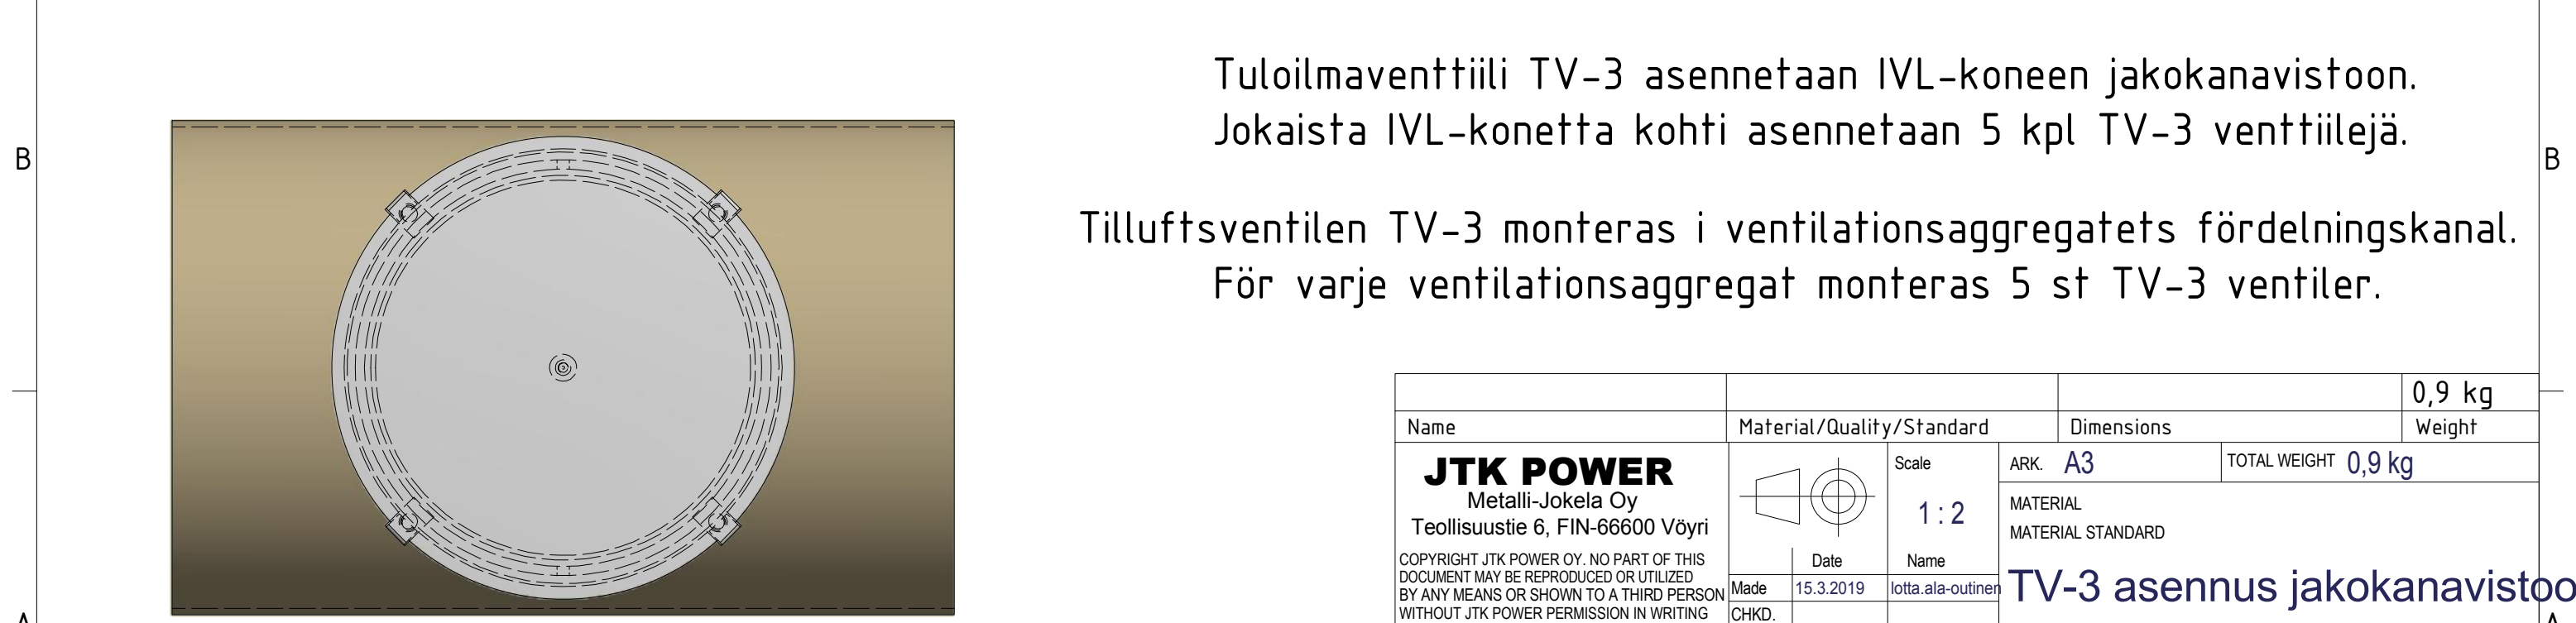 Tuloilmaventtiili TV-3 asennetaan IVL-koneen jakokanavistoon.
Jokaista IVL-konetta kohti asennetaan 5 kpl TV-3 venttiilejä.
B
B
Tilluftsventilen TV-3 monteras i ventilationsaggregatets fördelningskanal.
För varje ventilationsaggregat monteras 5 st TV-3 ventiler.
0,9 kg
Name Material/Quality/Standard Dimensions Weight
JTK POWER
Metalli-Jokela Oy
Teollisuustie 6, FIN-66600 Vöyri
COPYRIGHT JTK POWER OY. NO PART OF THIS
DOCUMENT MAY BE REPRODUCED OR UTILIZED
BY ANY MEANS OR SHOWN TO A THIRD PERSON
WITHOUT JTK POWER PERMISSION IN WRITING
Scale
1 : 2
ARK. A3
TOTAL WEIGHT 0,9 kg
MATERIAL
MATERIAL STANDARD
Date Name
Made 15.3.2019 lotta.ala-outinen
CHKD.
TV-3 asennus jakokanavistoo